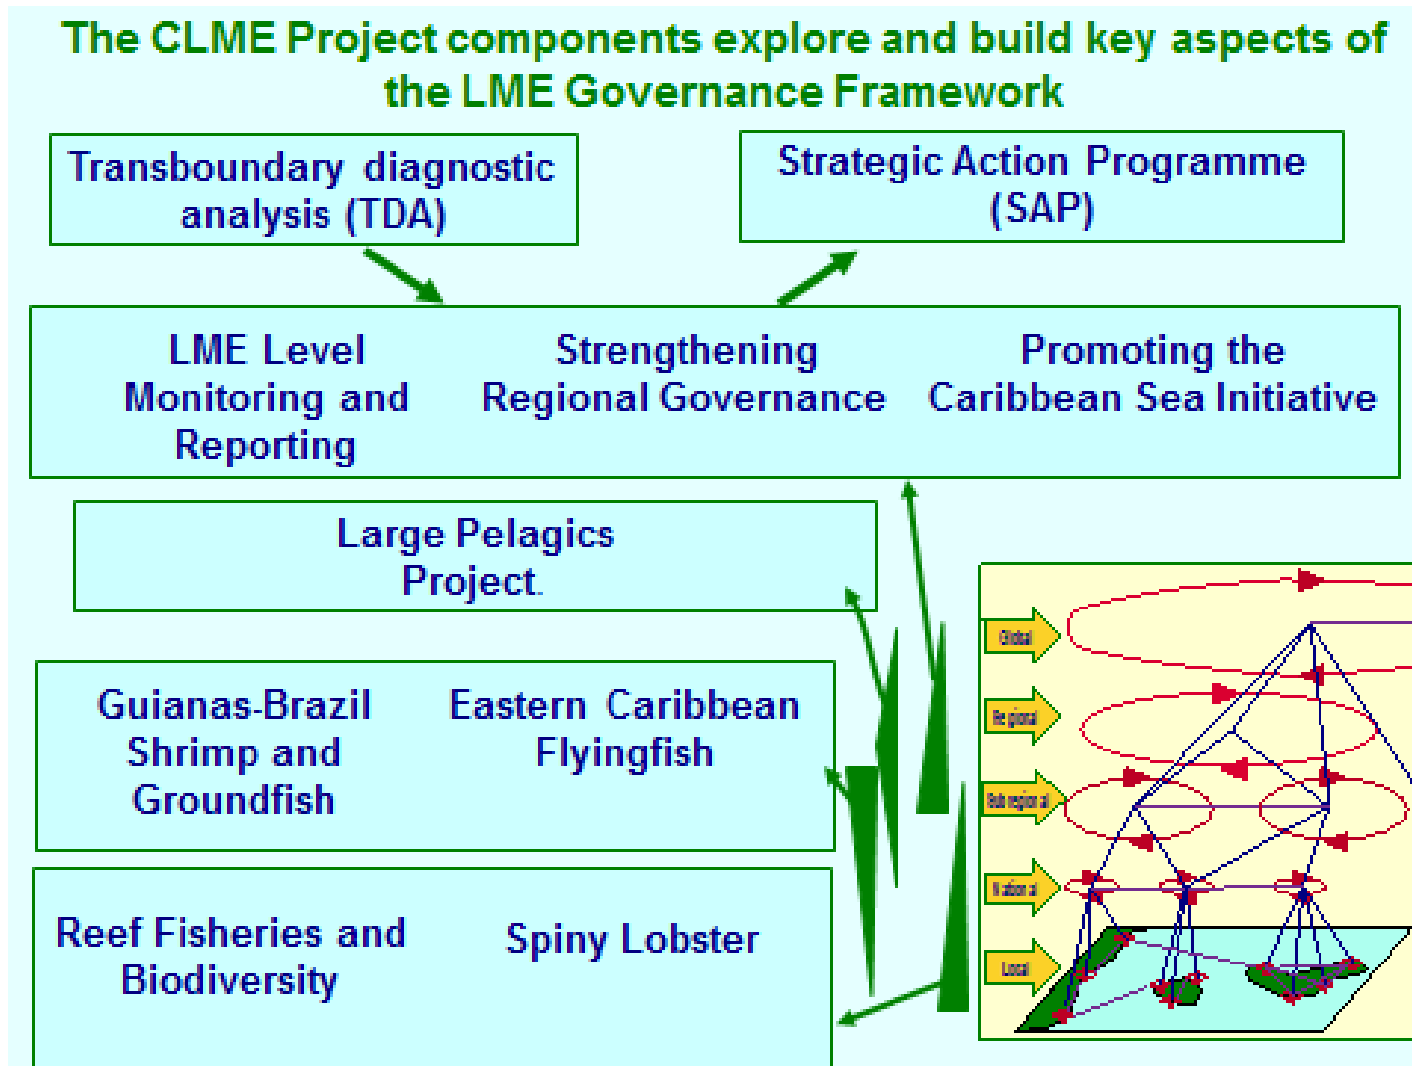 The CLME Project components explore and build key aspects of
the LME Governance Framework
Transboundary diagnostic
analysis (TDA)
Strategic Action Programme
(SAP)
LME Level
Monitoring and
Reporting
Strengthening
Regional Governance
Promoting the
Caribbean Sea Initiative
Large Pelagics
Project.
Guianas-Brazil
Shrimp and
Groundfish
Eastern Caribbean
Flyingfish
Reef Fisheries and
Biodiversity
Spiny Lobster
Global
Regional
Subregional
National
Local